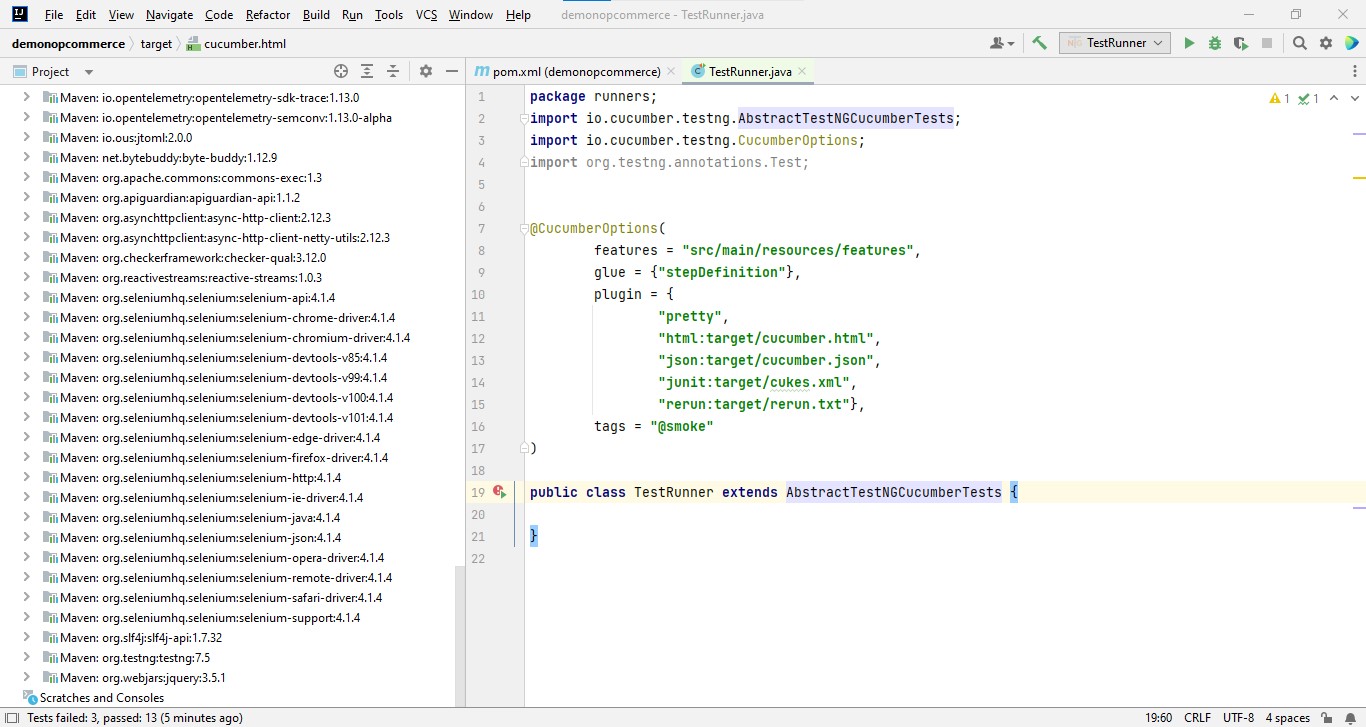 File Edit View Navigate Code Refactor Build Run Tools VCS Window Help demonopcommerce - TestRunner.java
demonopcommerce target cucumber.html TestRunner
Project pom.xml (demonopcommerce) TestRunner.java
Maven: io.opentelemetry:opentelemetry-sdk-trace:1.13.0
Maven: io.opentelemetry:opentelemetry-semconv:1.13.0-alpha
Maven: io.ous:jtoml:2.0.0
Maven: net.bytebuddy:byte-buddy:1.12.9
Maven: org.apache.commons:commons-exec:1.3
Maven: org.apiguardian:apiguardian-api:1.1.2
Maven: org.asynchttpclient:async-http-client:2.12.3
Maven: org.asynchttpclient:async-http-client-netty-utils:2.12.3
Maven: org.checkerframework:checker-qual:3.12.0
Maven: org.reactivestreams:reactive-streams:1.0.3
Maven: org.seleniumhq.selenium:selenium-api:4.1.4
Maven: org.seleniumhq.selenium:selenium-chrome-driver:4.1.4
Maven: org.seleniumhq.selenium:selenium-chromium-driver:4.1.4
Maven: org.seleniumhq.selenium:selenium-devtools-v85:4.1.4
Maven: org.seleniumhq.selenium:selenium-devtools-v99:4.1.4
Maven: org.seleniumhq.selenium:selenium-devtools-v100:4.1.4
Maven: org.seleniumhq.selenium:selenium-devtools-v101:4.1.4
Maven: org.seleniumhq.selenium:selenium-edge-driver:4.1.4
Maven: org.seleniumhq.selenium:selenium-firefox-driver:4.1.4
Maven: org.seleniumhq.selenium:selenium-http:4.1.4
Maven: org.seleniumhq.selenium:selenium-ie-driver:4.1.4
Maven: org.seleniumhq.selenium:selenium-java:4.1.4
Maven: org.seleniumhq.selenium:selenium-json:4.1.4
Maven: org.seleniumhq.selenium:selenium-opera-driver:4.1.4
Maven: org.seleniumhq.selenium:selenium-remote-driver:4.1.4
Maven: org.seleniumhq.selenium:selenium-safari-driver:4.1.4
Maven: org.seleniumhq.selenium:selenium-support:4.1.4
Maven: org.slf4j:slf4j-api:1.7.32
Maven: org.testng:testng:7.5
Maven: org.webjars:jquery:3.5.1
Scratches and Consoles
1 package runners; 1 1
2 import io.cucumber.testng.AbstractTestNGCucumberTests;
3 import io.cucumber.testng.CucumberOptions;
4 import org.testng.annotations.Test;
5
6
7 @CucumberOptions(
8 features = "src/main/resources/features",
9 glue = {"stepDefinition"},
10 plugin = {
11 "pretty",
12 "html:target/cucumber.html",
13 "json:target/cucumber.json",
14 "junit:target/cukes.xml",
15 "rerun:target/rerun.txt"},
16 tags = "@smoke"
17 )
18
19 public class TestRunner extends AbstractTestNGCucumberTests {
20
21 }
22
Tests failed: 3, passed: 13 (5 minutes ago) 19:60 CRLF UTF-8 4 spaces